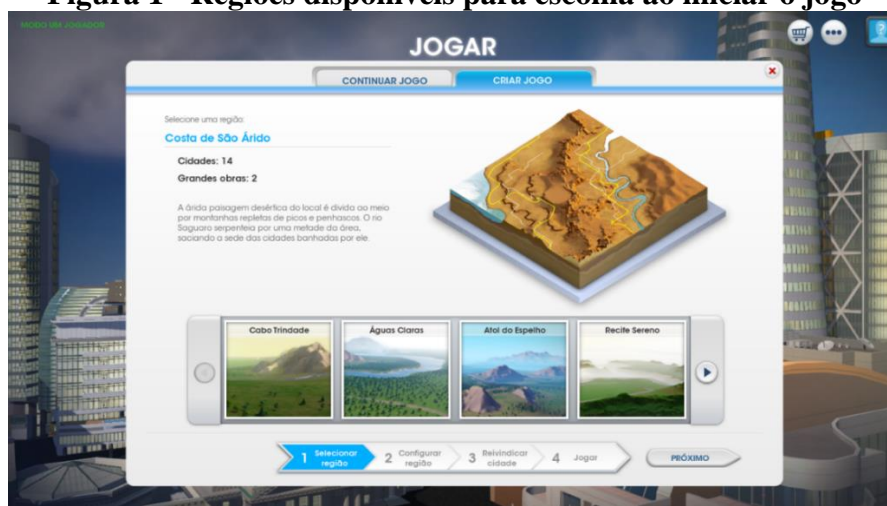 Figura 1 - Regiões disponíveis para escolha ao iniciar o jogo
MODO UM JOGADOR
JOGAR
CONTINUAR JOGO
CRIAR JOGO
Selecione uma região:
Costa de São Árido
Cidades: 14
Grandes obras: 2
A árida paisagem desértica do local é divida ao meio
por montanhas repletas de picos e penhascos. O rio
Saguaro serpenteia por uma metade da área,
saciando a sede das cidades banhadas por ele.
Cabo Trindade
Águas Claras
Atol do Espelho
Recife Sereno
1 Selecionar região
2 Configurar região
3 Reivindicar cidade
4 Jogar
PRÓXIMO